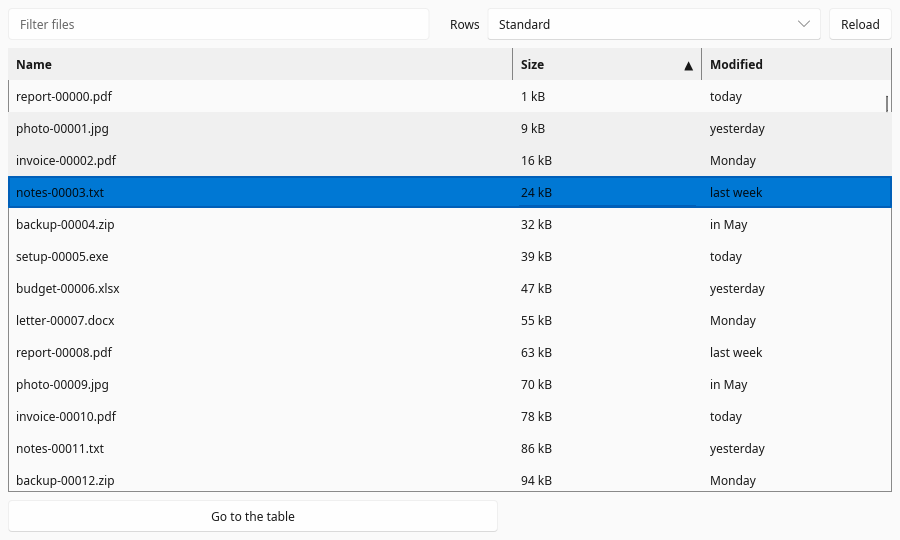 Filter files Rows Standard Reload
Name Size ▲ Modified
report-00000.pdf 1 kB today
photo-00001.jpg 9 kB yesterday
invoice-00002.pdf 16 kB Monday
notes-00003.txt 24 kB last week
backup-00004.zip 32 kB in May
setup-00005.exe 39 kB today
budget-00006.xlsx 47 kB yesterday
letter-00007.docx 55 kB Monday
report-00008.pdf 63 kB last week
photo-00009.jpg 70 kB in May
invoice-00010.pdf 78 kB today
notes-00011.txt 86 kB yesterday
backup-00012.zip 94 kB Monday
Go to the table